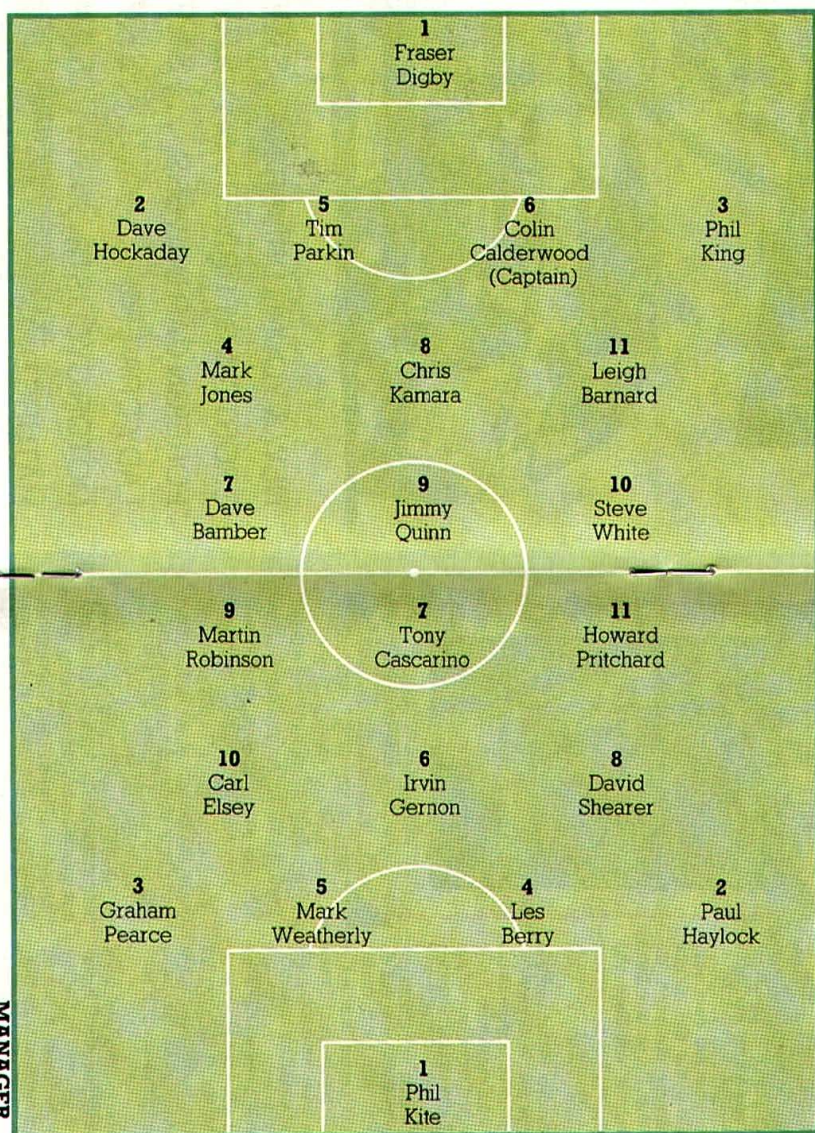 1
Fraser
Digby
2
Dave
Hockaday
5
Tim
Parkin
6
Colin
Calderwood
(Captain)
3
Phil
King
4
Mark
Jones
8
Chris
Kamara
11
Leigh
Barnard
7
Dave
Bamber
9
Jimmy
Quinn
10
Steve
White
9
Martin
Robinson
7
Tony
Cascarino
11
Howard
Pritchard
10
Carl
Elsey
6
Irvin
Gernon
8
David
Shearer
3
Graham
Pearce
5
Mark
Weatherly
4
Les
Berry
2
Paul
Haylock
1
Phil
Kite
MANAGER